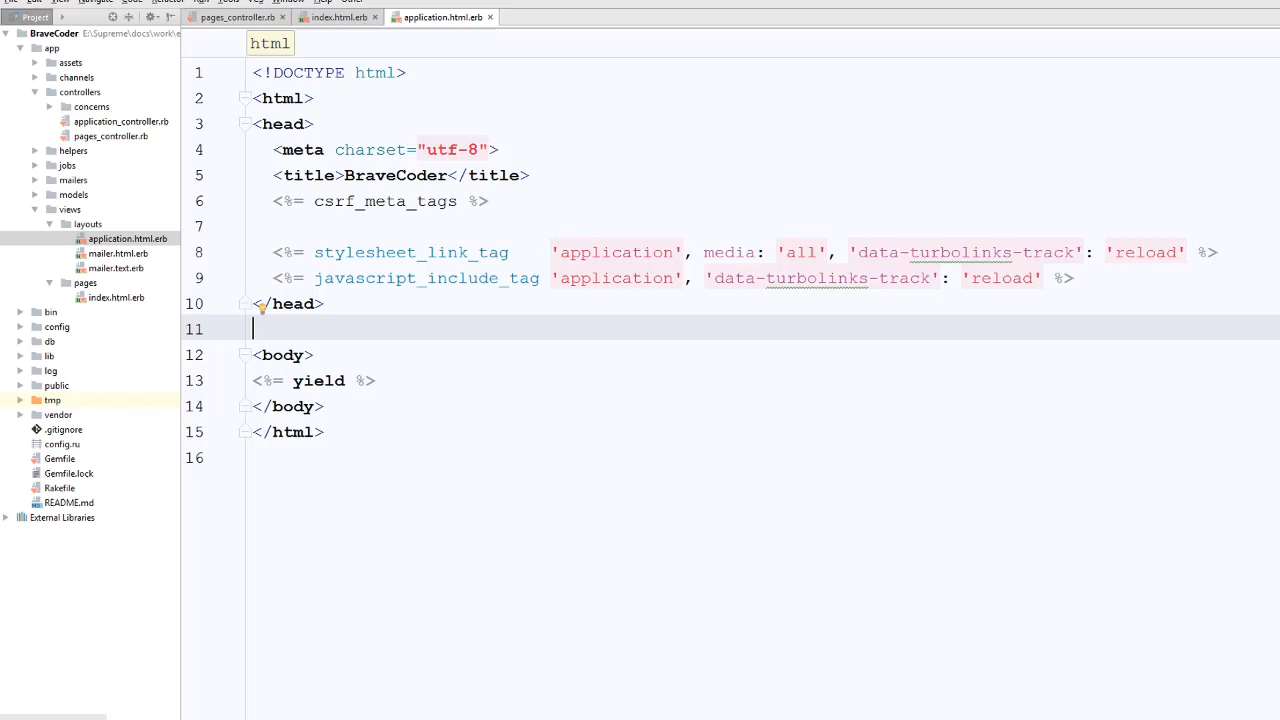 Project
pages_controller.rb
index.html.erb
application.html.erb
BraveCoder E:\Supreme\docs\work\e
app
assets
channels
controllers
concerns
application_controller.rb
pages_controller.rb
helpers
jobs
mailers
models
views
layouts
application.html.erb
mailer.html.erb
mailer.text.erb
pages
index.html.erb
bin
config
db
lib
log
public
tmp
vendor
.gitignore
config.ru
Gemfile
Gemfile.lock
Rakefile
README.md
External Libraries
html
1 <!DOCTYPE html>
2 <html>
3 <head>
4 <meta charset="utf-8">
5 <title>BraveCoder</title>
6 <%= csrf_meta_tags %>
7
8 <%= stylesheet_link_tag 'application', media: 'all', 'data-turbolinks-track': 'reload' %>
9 <%= javascript_include_tag 'application', 'data-turbolinks-track': 'reload' %>
10 </head>
11
12 <body>
13 <%= yield %>
14 </body>
15 </html>
16